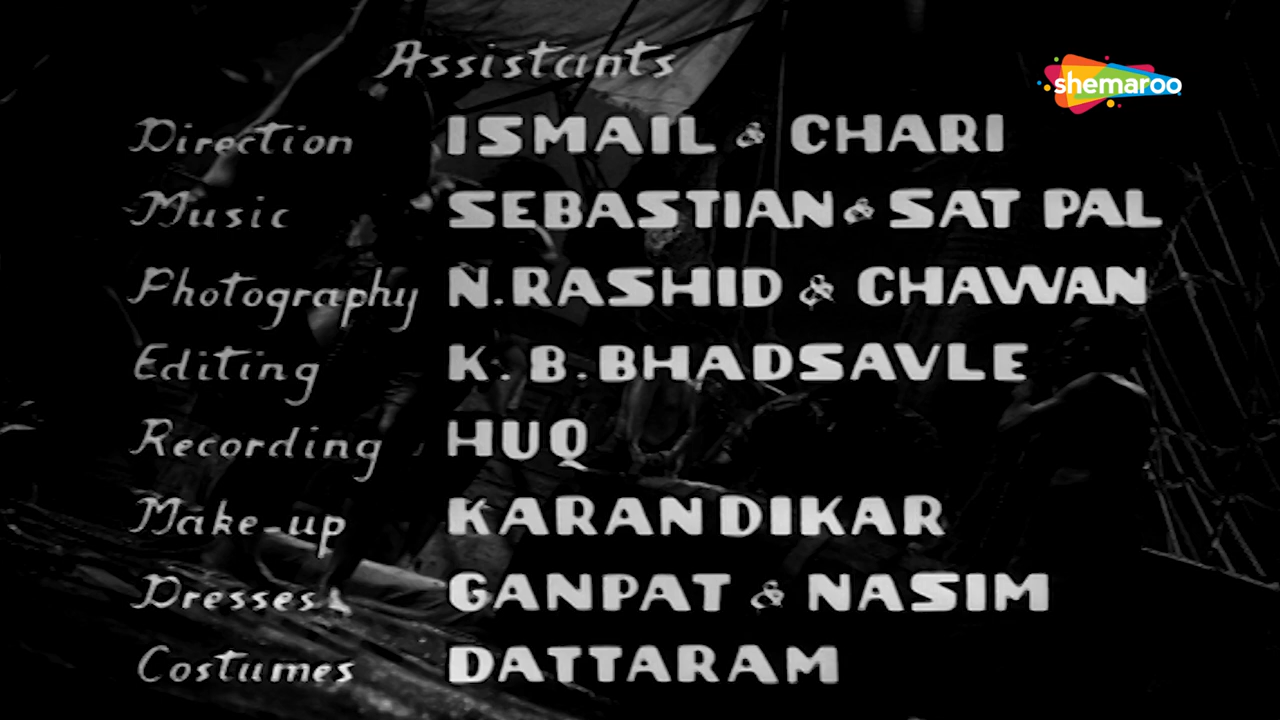 Assistants
shemaroo
Direction ISMAIL & CHARI
Music SEBASTIAN & SAT PAL
Photography N. RASHID & CHAWAN
Editing K. B. BHADSAVLE
Recording HUQ
Make-up KARANDIKAR
Dresses GANPAT & NASIM
Costumes DATTARAM